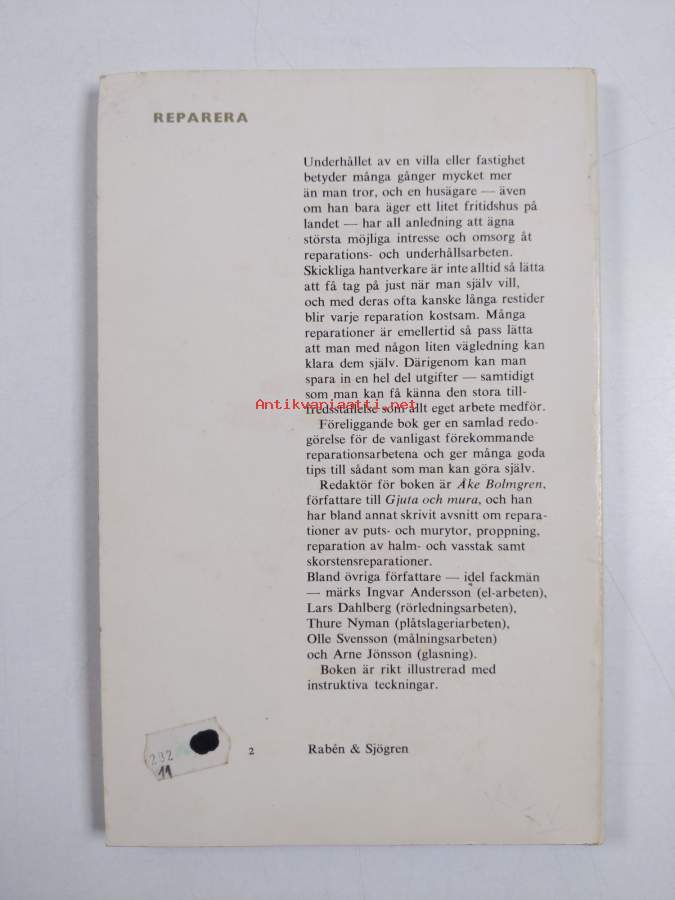 REPARERA
Underhållet av en villa eller fastighet
betyder många gånger mycket mer
än man tror, och en husägare — även
om han bara äger ett litet fritidshus på
landet — har all anledning att ägna
största möjliga intresse och omsorg åt
reparations- och underhållsarbeten.
Skickliga hantverkare är inte alltid så lätta
att få tag på just när man själv vill,
och med deras ofta kanske långa restider
blir varje reparation kostsam. Många
reparationer är emellertid så pass lätta
att man med någon liten vägledning kan
klara dem själv. Därigenom kan man
spara in en hel del utgifter — samtidigt
som man kan få känna den stora till-
Antikvariaatti.net
fredsställelse som allt eget arbete medför.
Föreliggande bok ger en samlad redo-
görelse för de vanligast förekommande
reparationsarbetena och ger många goda
tips till sådant som man kan göra själv.
Redaktör för boken är Åke Bolmgren,
författare till Gjuta och mura, och han
har bland annat skrivit avsnitt om repara-
tioner av puts- och murytor, proppning,
reparation av halm- och vasstak samt
skorstensreparationer.
Bland övriga författare — idel fackmän
— märks Ingvar Andersson (el-arbeten),
Lars Dahlberg (rörledningsarbeten),
Thure Nyman (plåtslageriarbeten),
Olle Svensson (målningsarbeten)
och Arne Jönsson (glasning).
Boken är rikt illustrerad med
instruktiva teckningar.
2 Rabén & Sjögren
202
11